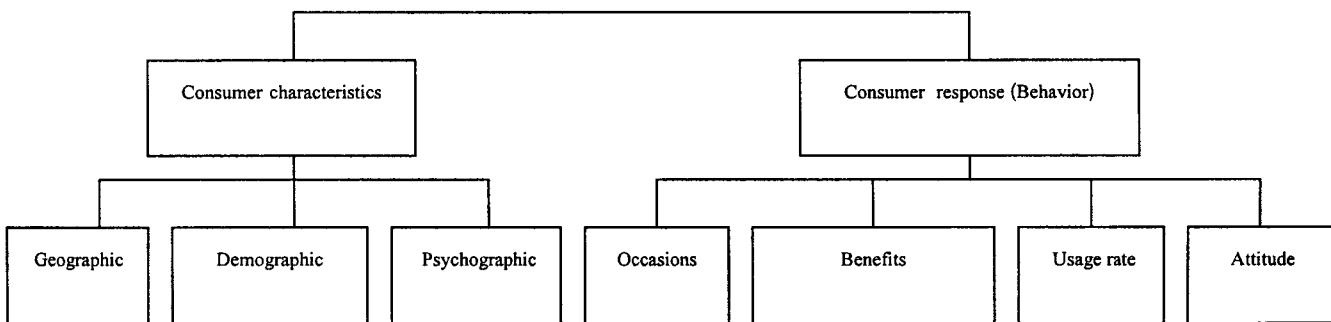 Consumer characteristics
Consumer response (Behavior)
Geographic
Demographic
Psychographic
Occasions
Benefits
Usage rate
Attitude